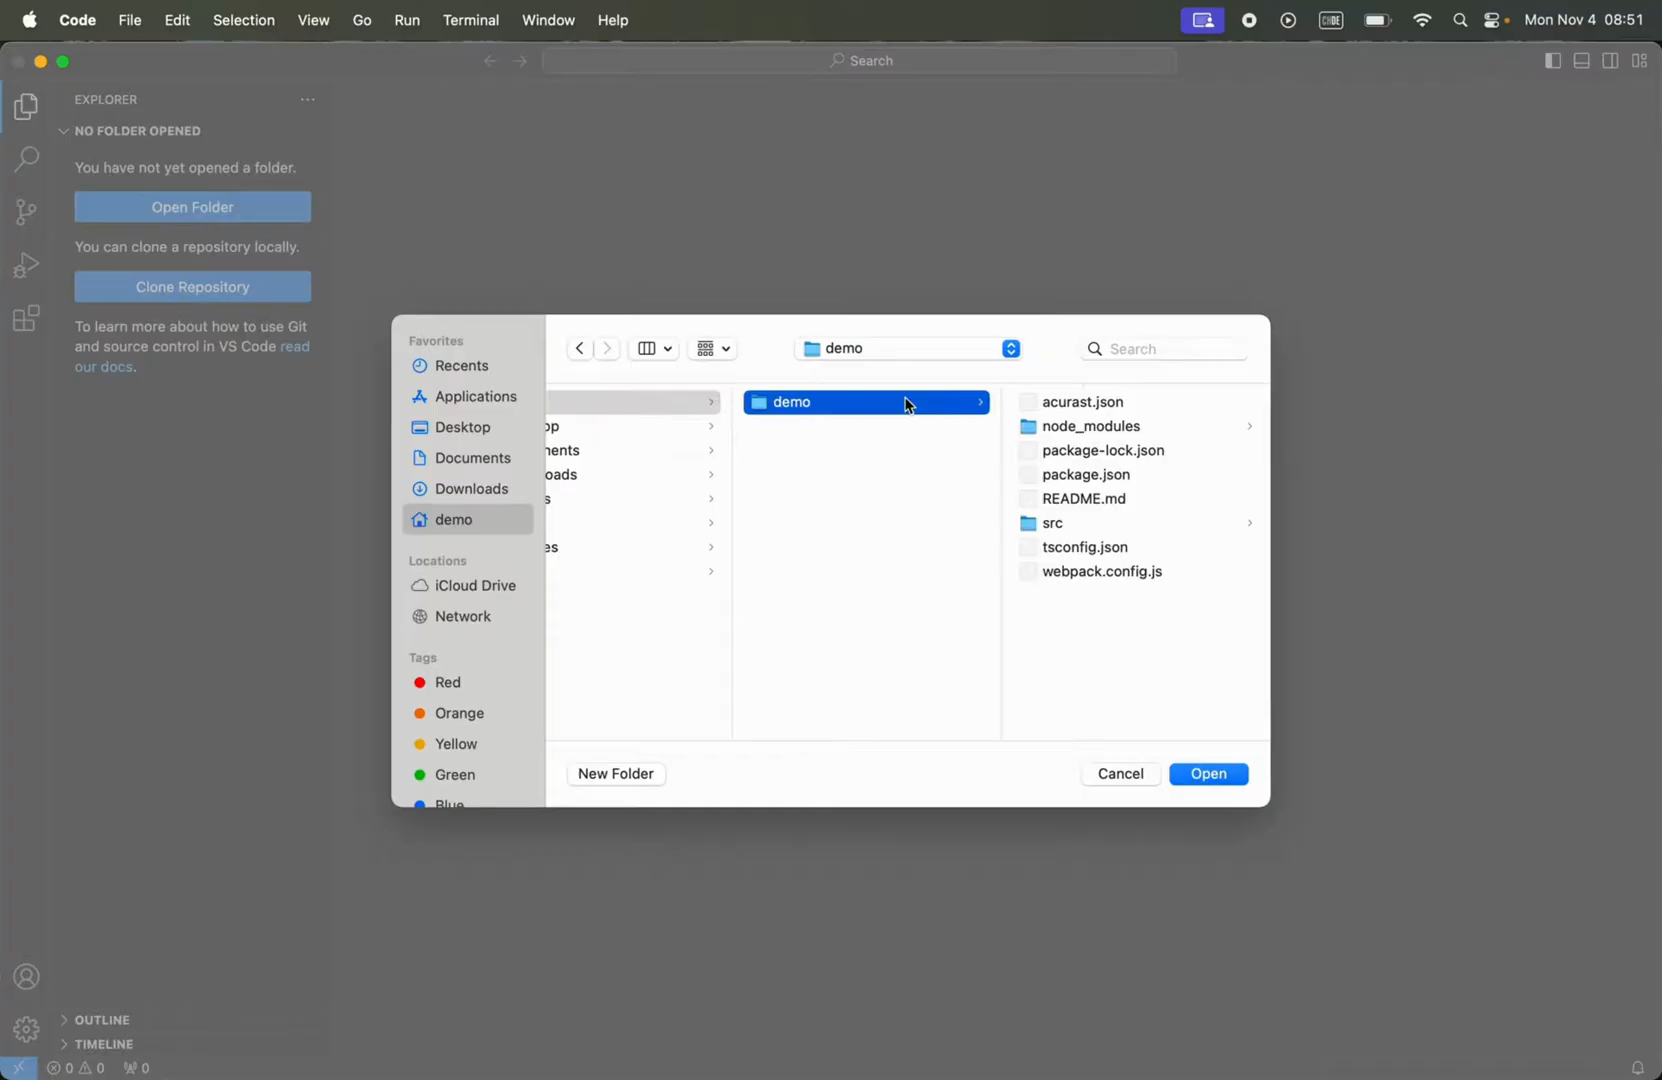 Code File Edit Selection View Go Run Terminal Window Help
Mon Nov 4 08:51
Search
EXPLORER
NO FOLDER OPENED
You have not yet opened a folder.
Open Folder
You can clone a repository locally.
Clone Repository
To learn more about how to use Git
and source control in VS Code read
our docs.
OUTLINE
TIMELINE
0 0 0
Favorites
Recents
Applications
Desktop
Documents
Downloads
demo
Locations
iCloud Drive
Network
Tags
Red
Orange
Yellow
Green
Blue
demo
Search
op
nents
oads
s
es
demo
acurast.json
node_modules
package-lock.json
package.json
README.md
src
tsconfig.json
webpack.config.js
New Folder
Cancel
Open